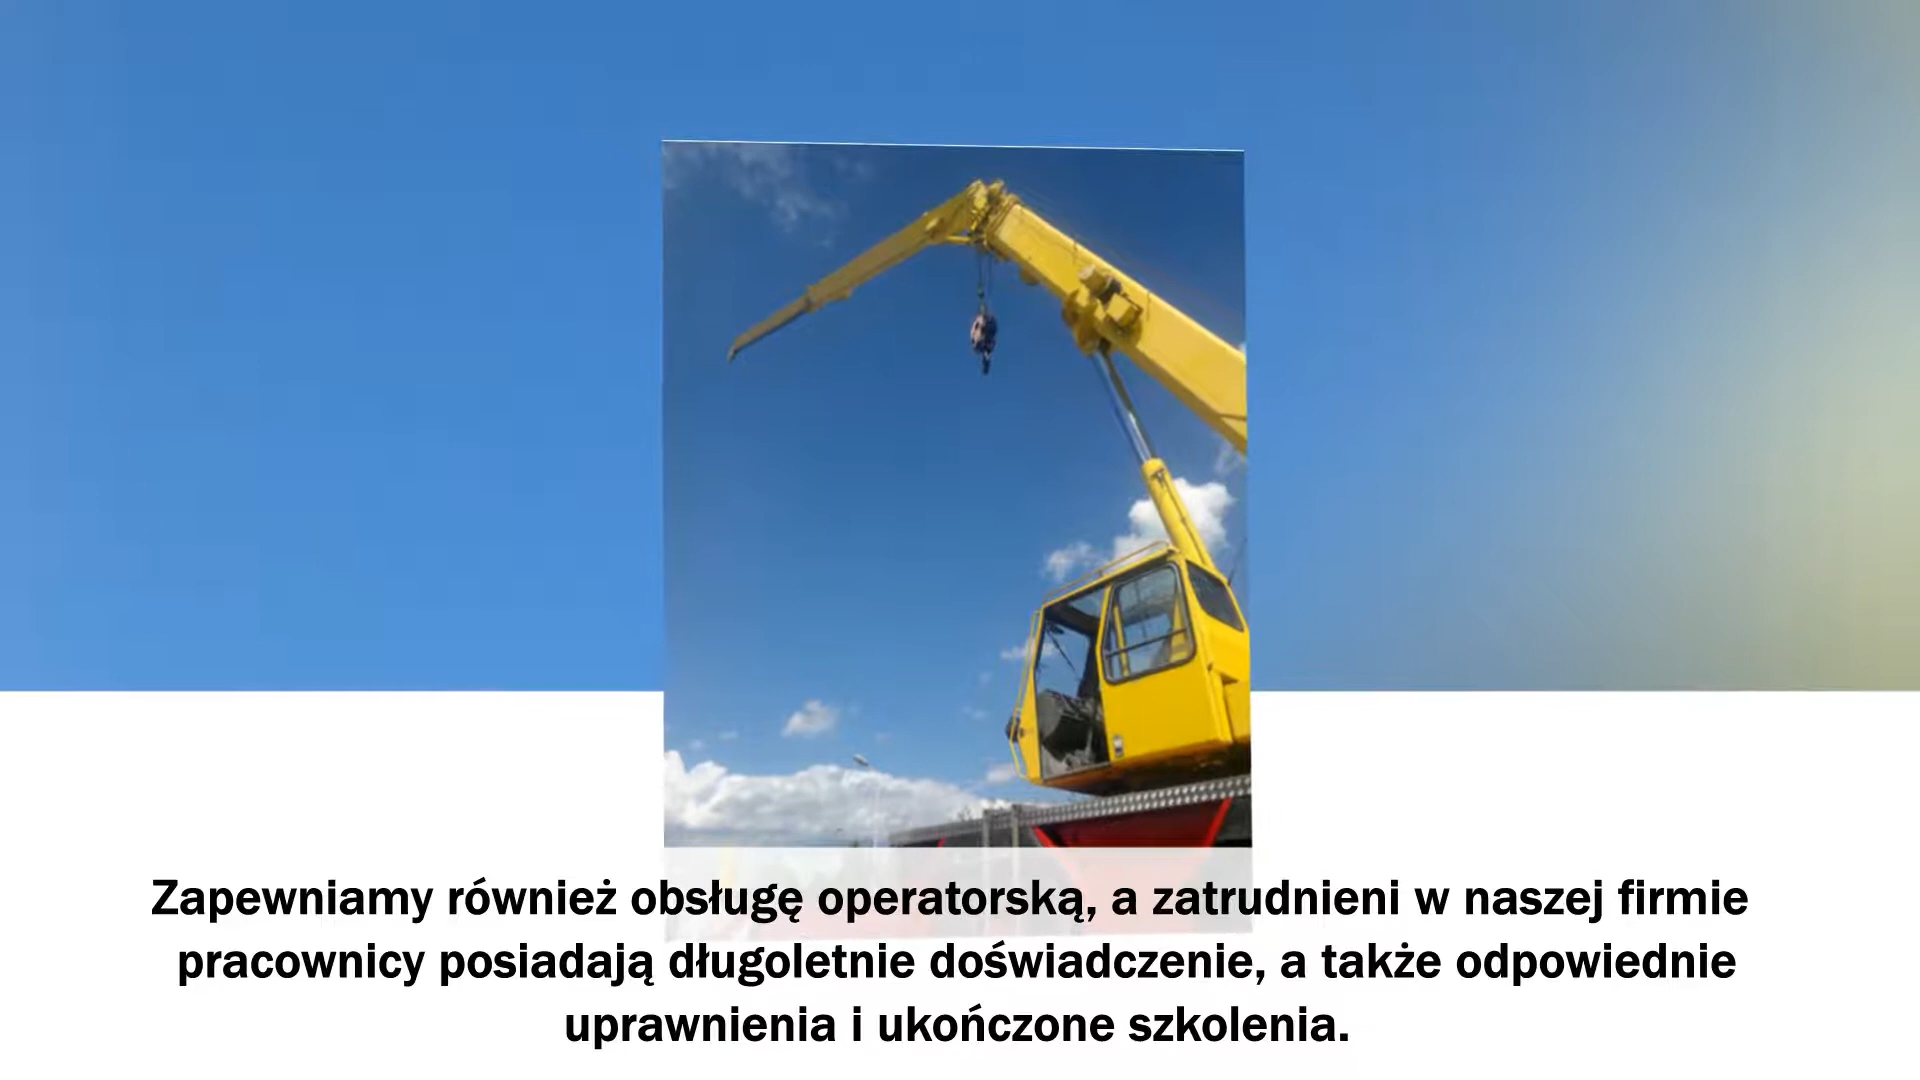 Zapewniamy również obsługę operatorską, a zatrudnieni w naszej firmie
pracownicy posiadają długoletnie doświadczenie, a także odpowiednie
uprawnienia i ukończone szkolenia.